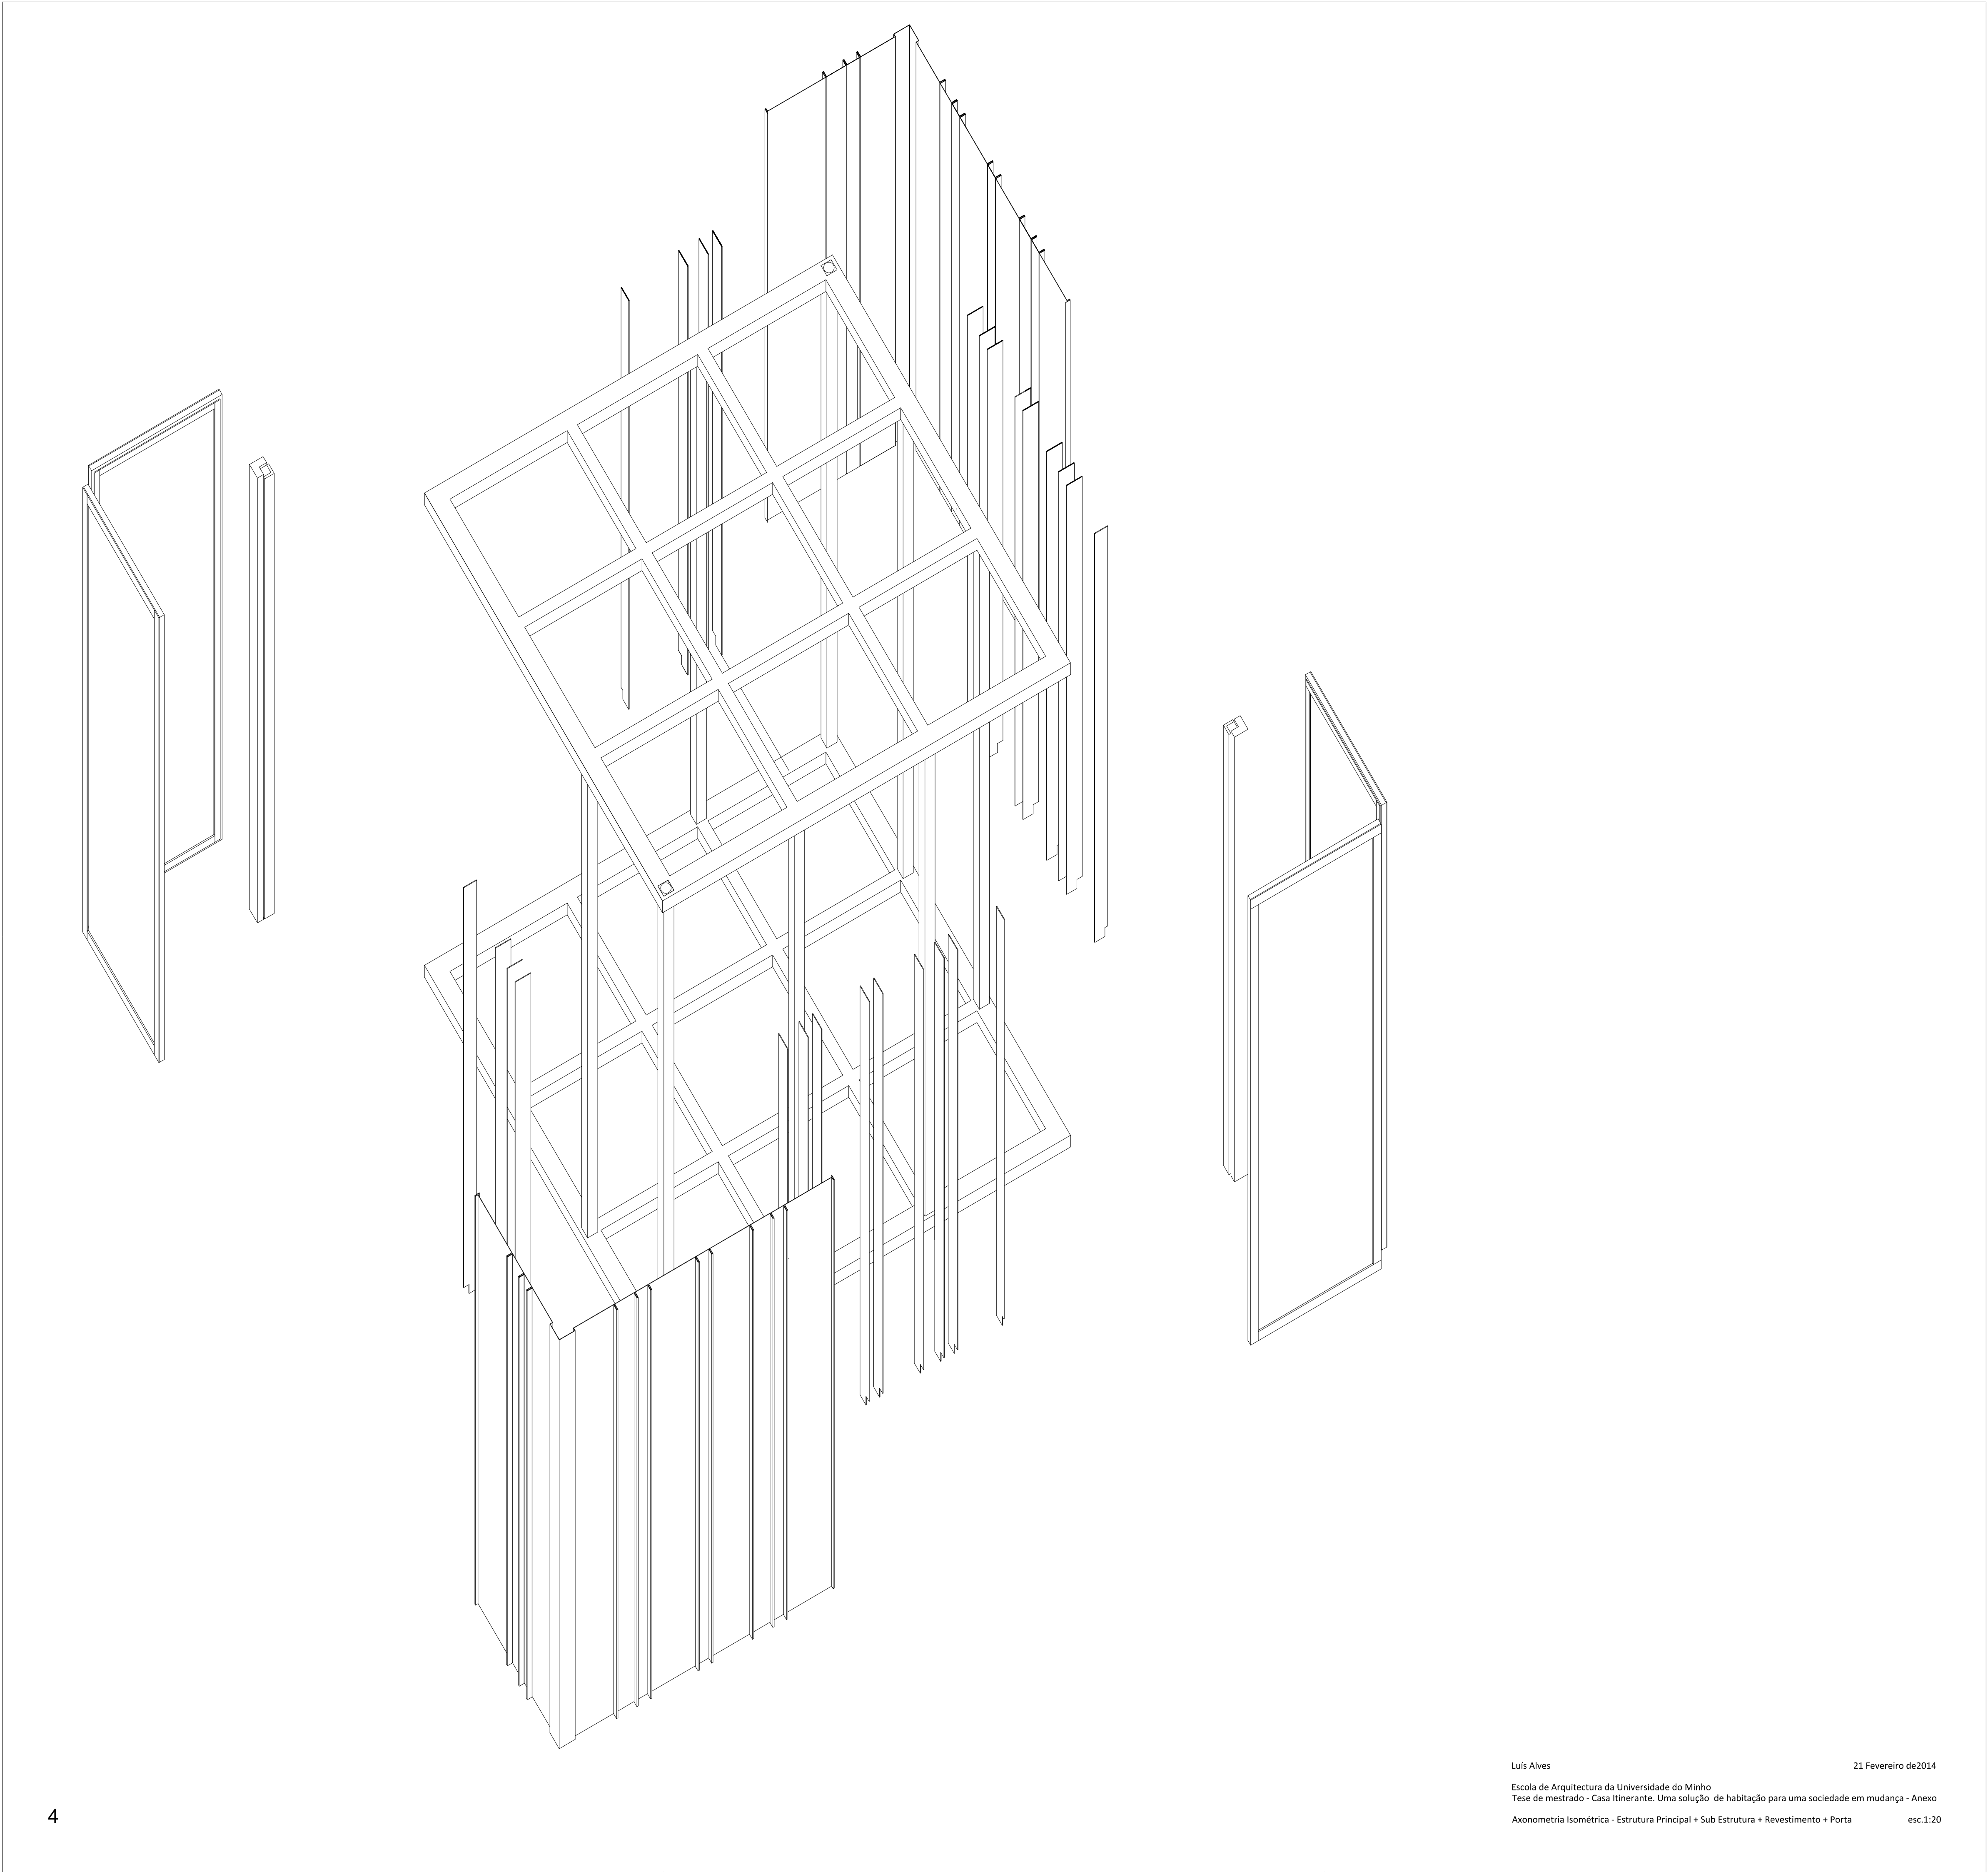 Luís Alves 21 Fevereiro de2014
Escola de Arquitectura da Universidade do Minho
Tese de mestrado - Casa Itinerante. Uma solução  de habitação para uma sociedade em mudança - Anexo
Axonometria Isométrica - Estrutura Principal + Sub Estrutura + Revestimento + Porta esc.1:20
4